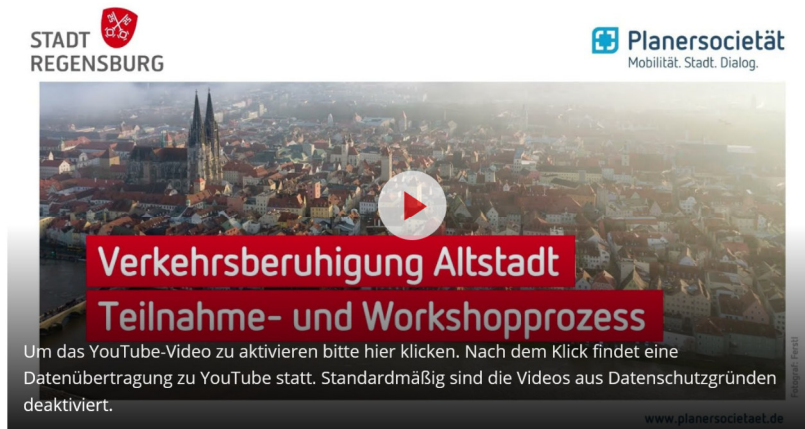 STADT
REGENSBURG
Planersocietät
Mobilität. Stadt. Dialog.
Verkehrsberuhigung Altstadt
Teilnahme- und Workshopprozess
Um das YouTube-Video zu aktivieren bitte hier klicken. Nach dem Klick findet eine
Datenübertragung zu YouTube statt. Standardmäßig sind die Videos aus Datenschutzgründen
deaktiviert.
Fotograf: Ferstl
www.planersocietaet.de